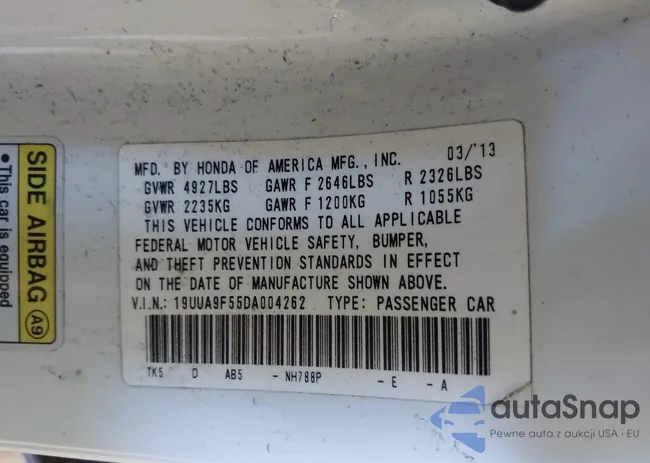 MFD. BY HONDA OF AMERICA MFG., INC. 03/'13
GVWR 4927LBS GAWR F 2646LBS R 2326LBS
GVWR 2235KG GAWR F 1200KG R 1055KG
THIS VEHICLE CONFORMS TO ALL APPLICABLE
FEDERAL MOTOR VEHICLE SAFETY, BUMPER,
AND THEFT PREVENTION STANDARDS IN EFFECT
ON THE DATE OF MANUFACTURE SHOWN ABOVE.
V.I.N.: 19UUA9F55DA004262 TYPE: PASSENGER CAR
TK5 D AB5 - NH788P - E - A
SIDE AIRBAG A9
•This car is equipped
autaSnap
Pewne auta z aukcji USA i EU